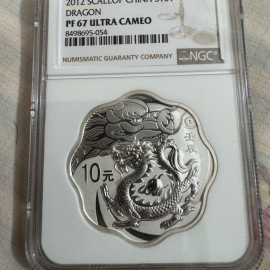 2012 SCALLOP CHINA S10Y
DRAGON
PF 67 ULTRA CAMEO
8498695-054
NUMISMATIC GUARANTY COMPANY
NGC
壬辰
10元